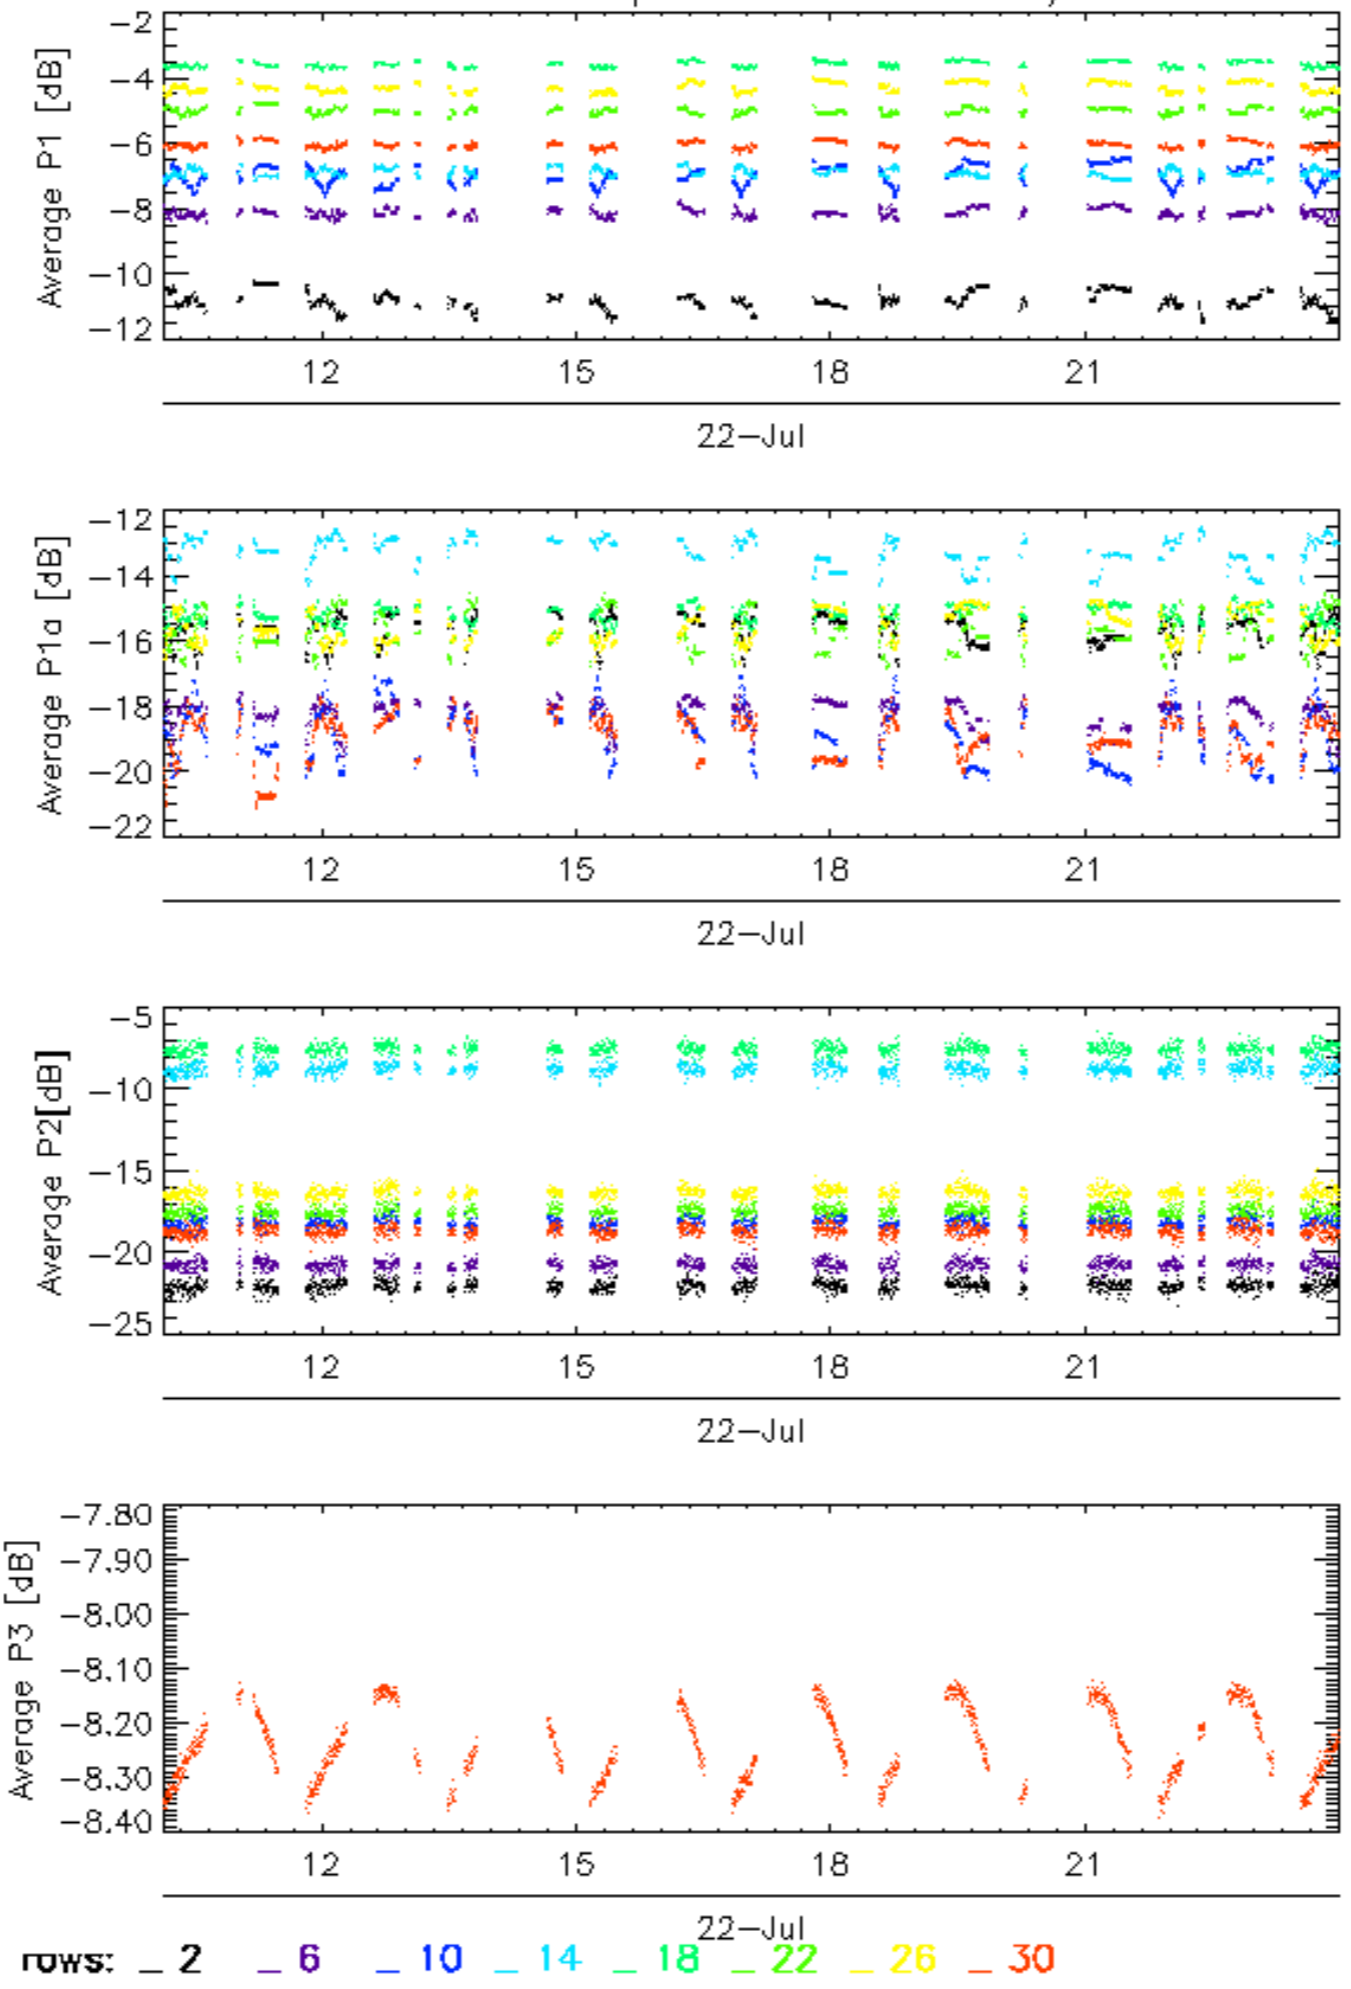 Average P1 [dB]
−2
−4
−6
−8
−10
−12
12 15 18 21
22−Jul
Average P1a [dB]
−12
−14
−16
−18
−20
−22
12 15 18 21
22−Jul
Average P2[dB]
−5
−10
−15
−20
−25
12 15 18 21
22−Jul
Average P3 [dB]
−7.80
−7.90
−8.00
−8.10
−8.20
−8.30
−8.40
12 15 18 21
22−Jul
rows: _ 2 _ 6 _ 10 _ 14 _ 18 _ 22 _ 26 _ 30